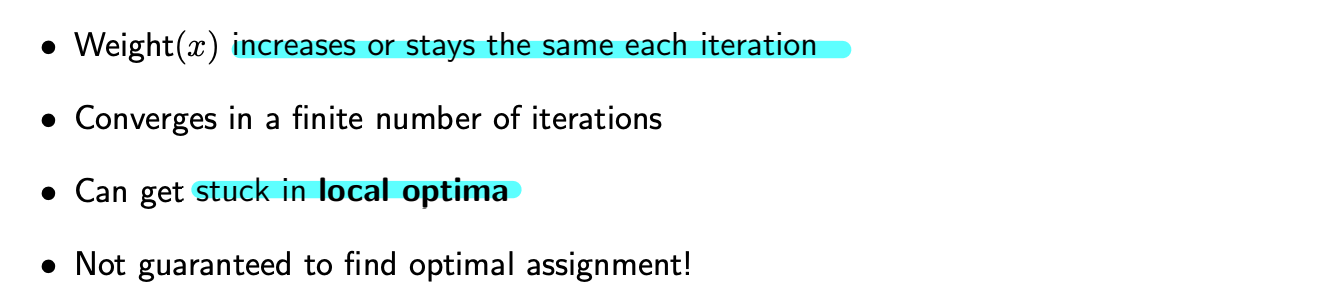 • Weight(x) increases or stays the same each iteration
• Converges in a finite number of iterations
• Can get stuck in local optima
• Not guaranteed to find optimal assignment!